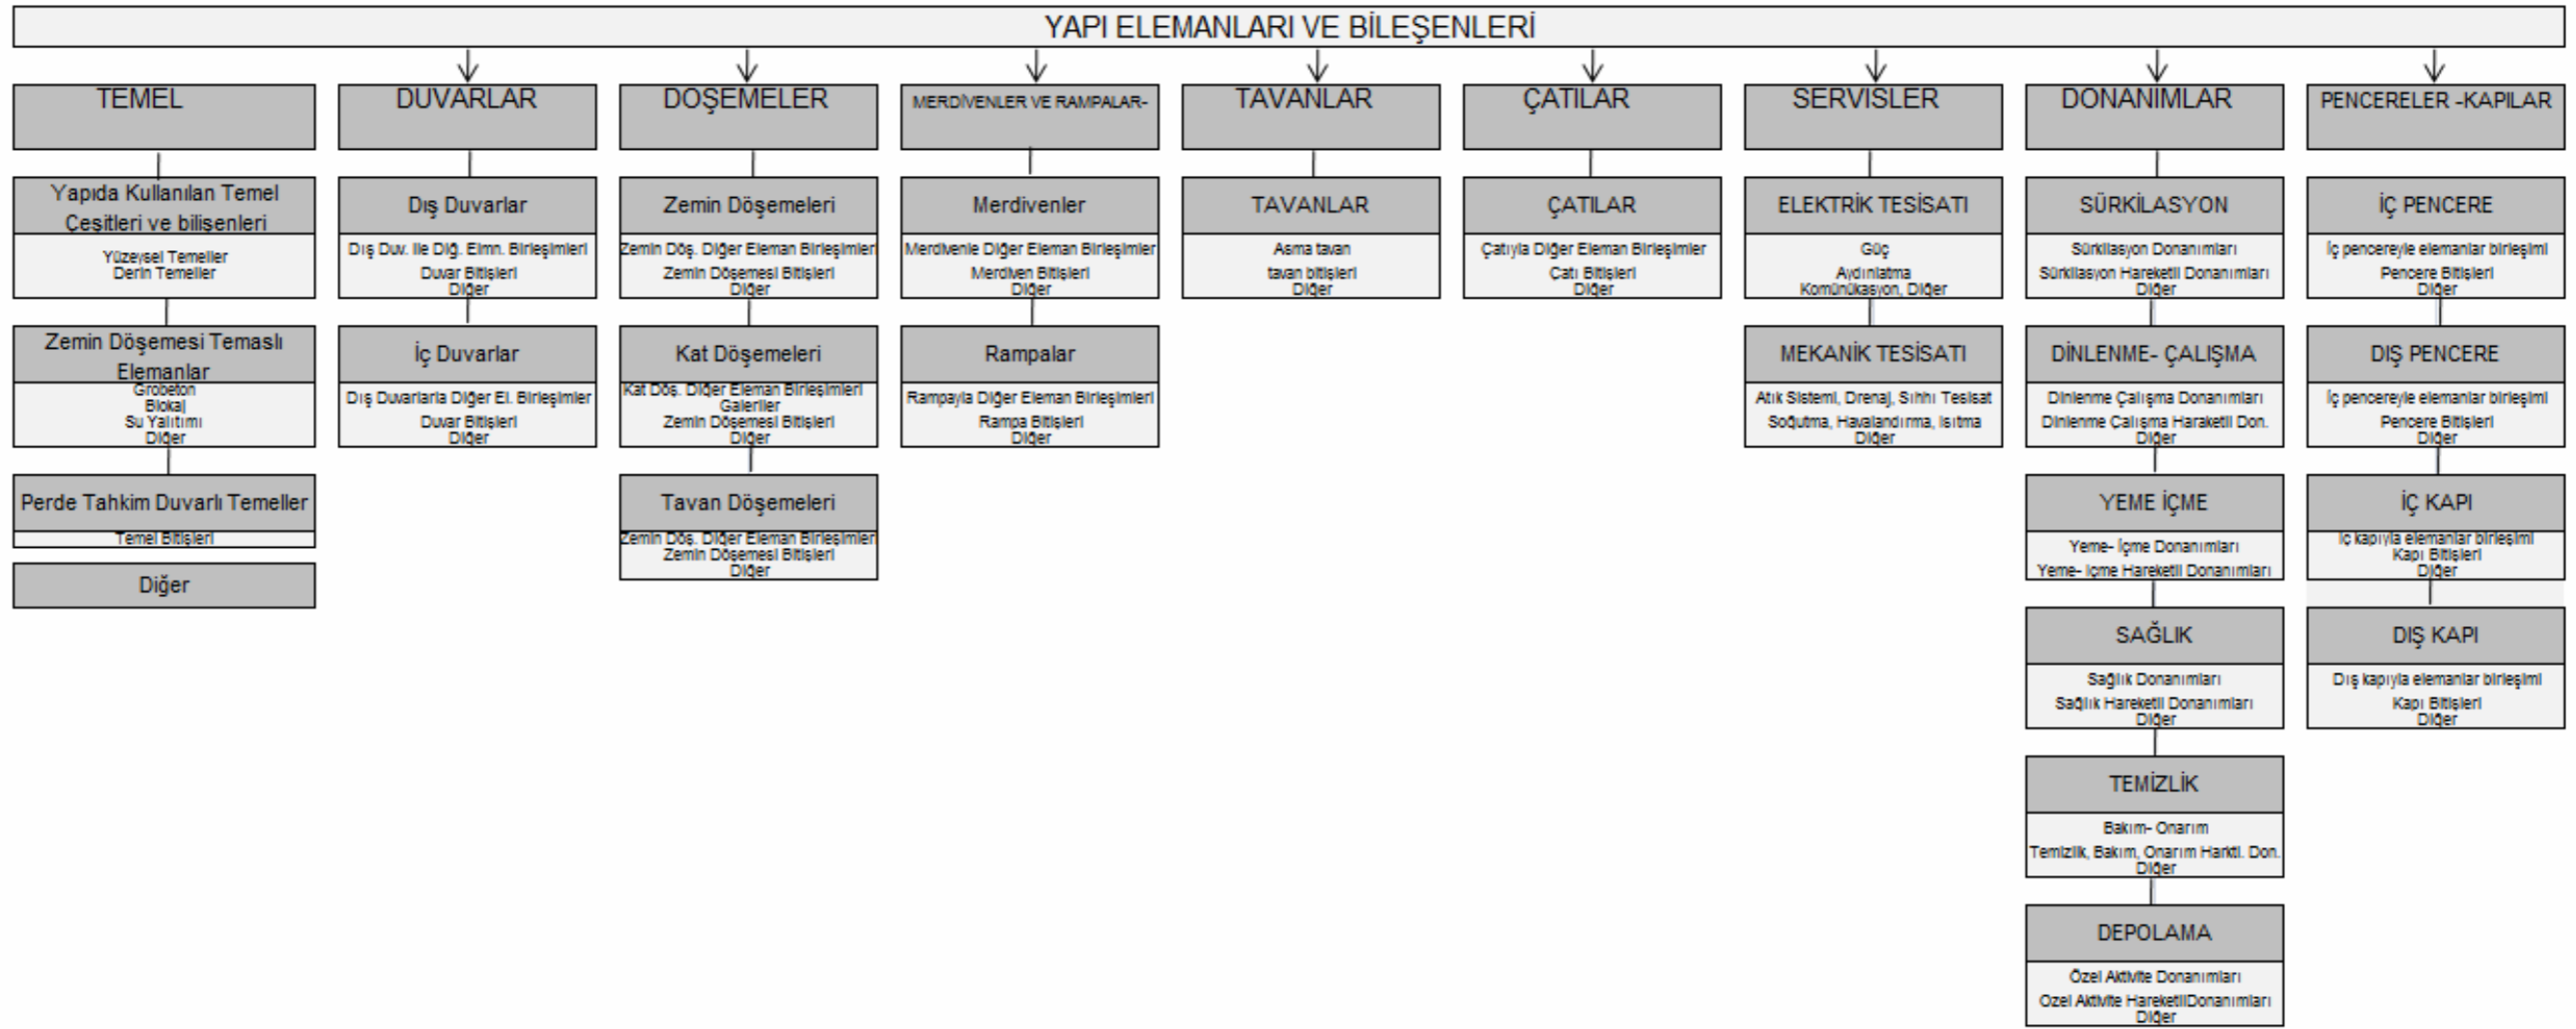 YAPI ELEMANLARI VE BİLEŞENLERİ
TEMEL
Yapıda Kullanılan Temel
Çeşitleri ve bilişenleri
Yüzeysel Temeller
Derin Temeller
Zemin Döşemesi Temaslı
Elemanlar
Grobeton
Blokaj
Su Yalıtımı
Diğer
Perde Tahkim Duvarlı Temeller
Temel Bitişleri
Diğer
DUVARLAR
Dış Duvarlar
Dış Duv. ile Diğ. Elmn. Birleşimleri
Duvar Bitişleri
Diğer
İç Duvarlar
Dış Duvarlarla Diğer El. Birleşimler
Duvar Bitişleri
Diğer
DOŞEMELER
Zemin Döşemeleri
Zemin Döş. Diğer Eleman Birleşimleri
Zemin Döşemesi Bitişleri
Diğer
Kat Döşemeleri
Kat Döş. Diğer Eleman Birleşimleri
Galeriler
Zemin Döşemesi Bitişleri
Diğer
Tavan Döşemeleri
Zemin Döş. Diğer Eleman Birleşimleri
Zemin Döşemesi Bitişleri
Diğer
MERDİVENLER VE RAMPALAR-
Merdivenler
Merdivenle Diğer Eleman Birleşimler
Merdiven Bitişleri
Diğer
Rampalar
Rampayla Diğer Eleman Birleşimleri
Rampa Bitişleri
Diğer
TAVANLAR
TAVANLAR
Asma tavan
tavan bitişleri
Diğer
ÇATILAR
ÇATILAR
Çatıyla Diğer Eleman Birleşimler
Çatı Bitişleri
Diğer
SERVİSLER
ELEKTRİK TESİSATI
Güç
Aydınlatma
Komünükasyon, Diğer
MEKANİK TESİSATI
Atık Sistemi, Drenaj, Sıhhi Tesisat
Soğutma, Havalandırma, Isıtma
Diğer
DONANIMLAR
SÜRKİLASYON
Sürkilasyon Donanımları
Sürkilasyon Hareketli Donanımları
Diğer
DİNLENME- ÇALIŞMA
Dinlenme Çalışma Donanımları
Dinlenme Çalışma Haraketli Don.
Diğer
YEME İÇME
Yeme- İçme Donanımları
Yeme- İçme Hareketli Donanımları
SAĞLIK
Sağlık Donanımları
Sağlık Hareketli Donanımları
Diğer
TEMİZLİK
Bakım- Onarım
Temizlik, Bakım, Onarım Harktl. Don.
Diğer
DEPOLAMA
Özel Aktivite Donanımları
Özel Aktivite HareketliDonanımları
Diğer
PENCERELER -KAPILAR
İÇ PENCERE
İç pencereyle elemanlar birleşimi
Pencere Bitişleri
Diğer
DIŞ PENCERE
İç pencereyle elemanlar birleşimi
Pencere Bitişleri
Diğer
İÇ KAPI
İç kapıyla elemanlar birleşimi
Kapı Bitişleri
Diğer
DIŞ KAPI
Dış kapıyla elemanlar birleşimi
Kapı Bitişleri
Diğer